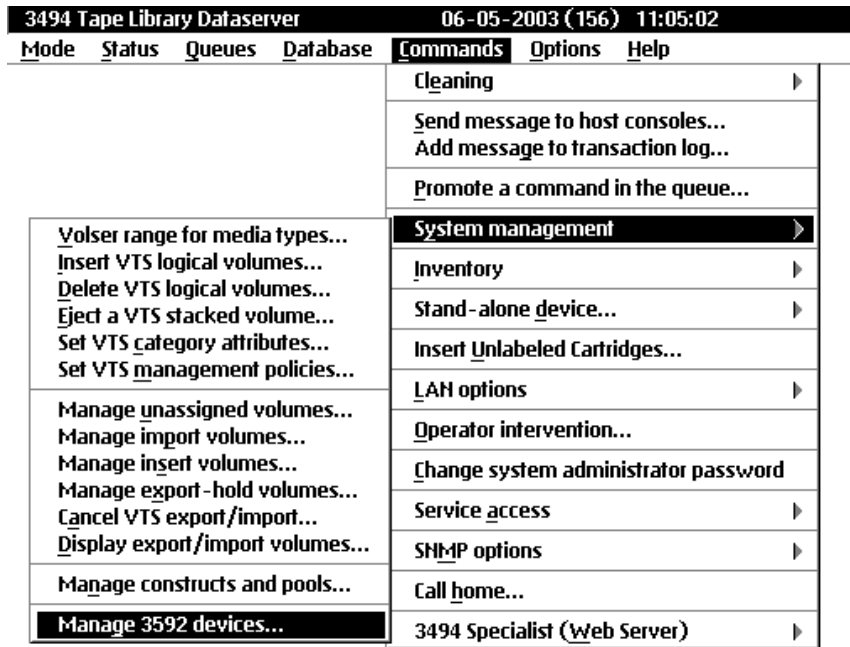 3494 Tape Library Dataserver 06-05-2003 (156) 11:05:02
Mode Status Queues Database Commands Options Help
Cleaning
Send message to host consoles...
Add message to transaction log...
Promote a command in the queue...
System management
Inventory
Stand-alone device...
Insert Unlabeled Cartridges...
LAN options
Operator intervention...
Change system administrator password
Service access
SNMP options
Call home...
3494 Specialist (Web Server)
Volser range for media types...
Insert VTS logical volumes...
Delete VTS logical volumes...
Eject a VTS stacked volume...
Set VTS category attributes...
Set VTS management policies...
Manage unassigned volumes...
Manage import volumes...
Manage insert volumes...
Manage export-hold volumes...
Cancel VTS export/import...
Display export/import volumes...
Manage constructs and pools...
Manage 3592 devices...